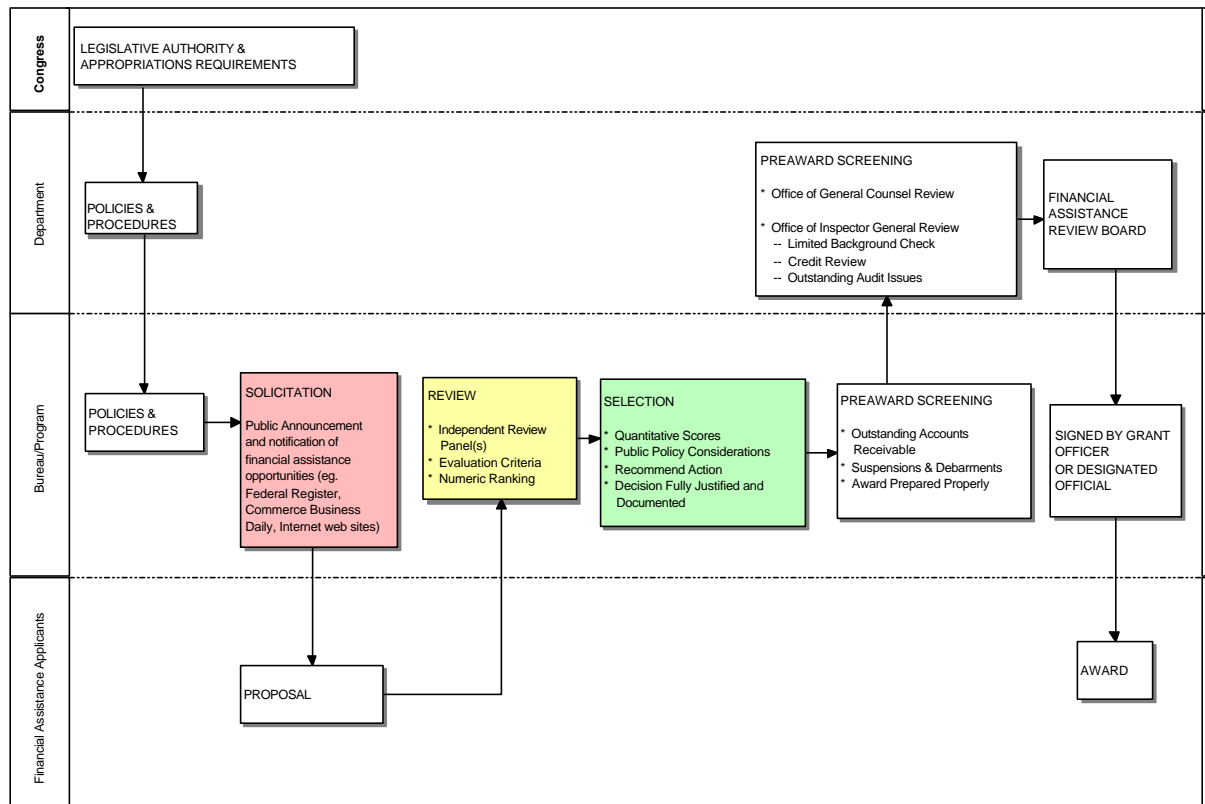 Congress
LEGISLATIVE AUTHORITY &
APPROPRIATIONS REQUIREMENTS
Department
POLICIES &
PROCEDURES
PREAWARD SCREENING
* Office of General Counsel Review
* Office of Inspector General Review
-- Limited Background Check
-- Credit Review
-- Outstanding Audit Issues
FINANCIAL
ASSISTANCE
REVIEW BOARD
Bureau/Program
POLICIES &
PROCEDURES
SOLICITATION
Public Announcement
and notification of
financial assistance
opportunities (eg.
Federal Register,
Commerce Business
Daily, Internet web sites)
REVIEW
* Independent Review
Panel(s)
* Evaluation Criteria
* Numeric Ranking
SELECTION
* Quantitative Scores
* Public Policy Considerations
* Recommend Action
* Decision Fully Justified and
Documented
PREAWARD SCREENING
* Outstanding Accounts
Receivable
* Suspensions & Debarments
* Award Prepared Properly
SIGNED BY GRANT
OFFICER
OR DESIGNATED
OFFICIAL
Financial Assistance Applicants
PROPOSAL
AWARD